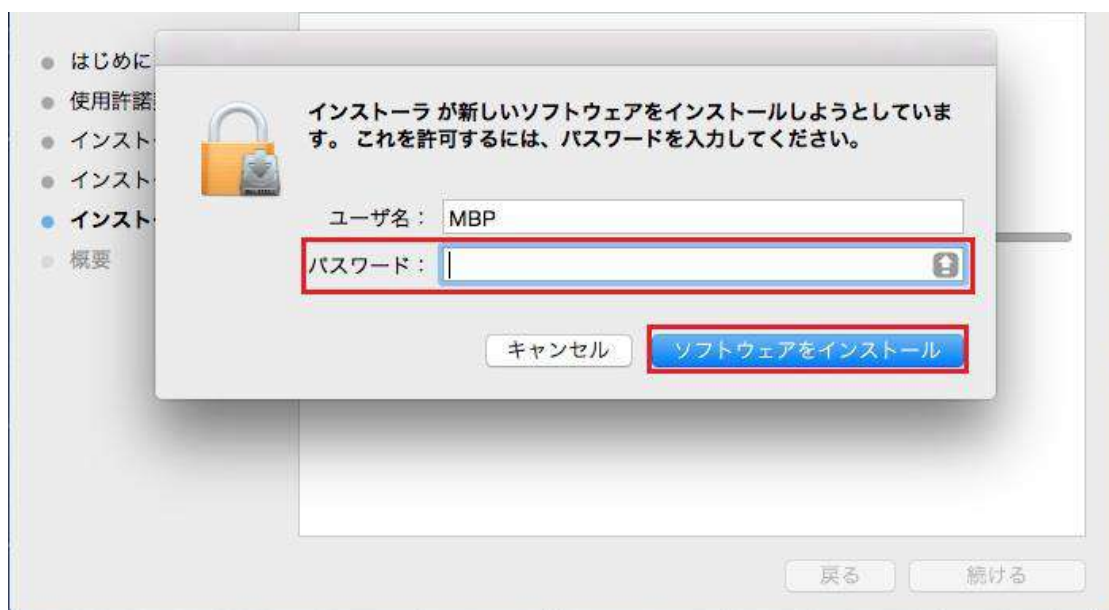 はじめに
使用許諾
インスト
インスト
インスト
概要
インストーラ が新しいソフトウェアをインストールしようとしていま
す。 これを許可するには、パスワードを入力してください。
ユーザ名： MBP
パスワード：
キャンセル
ソフトウェアをインストール
戻る
続ける